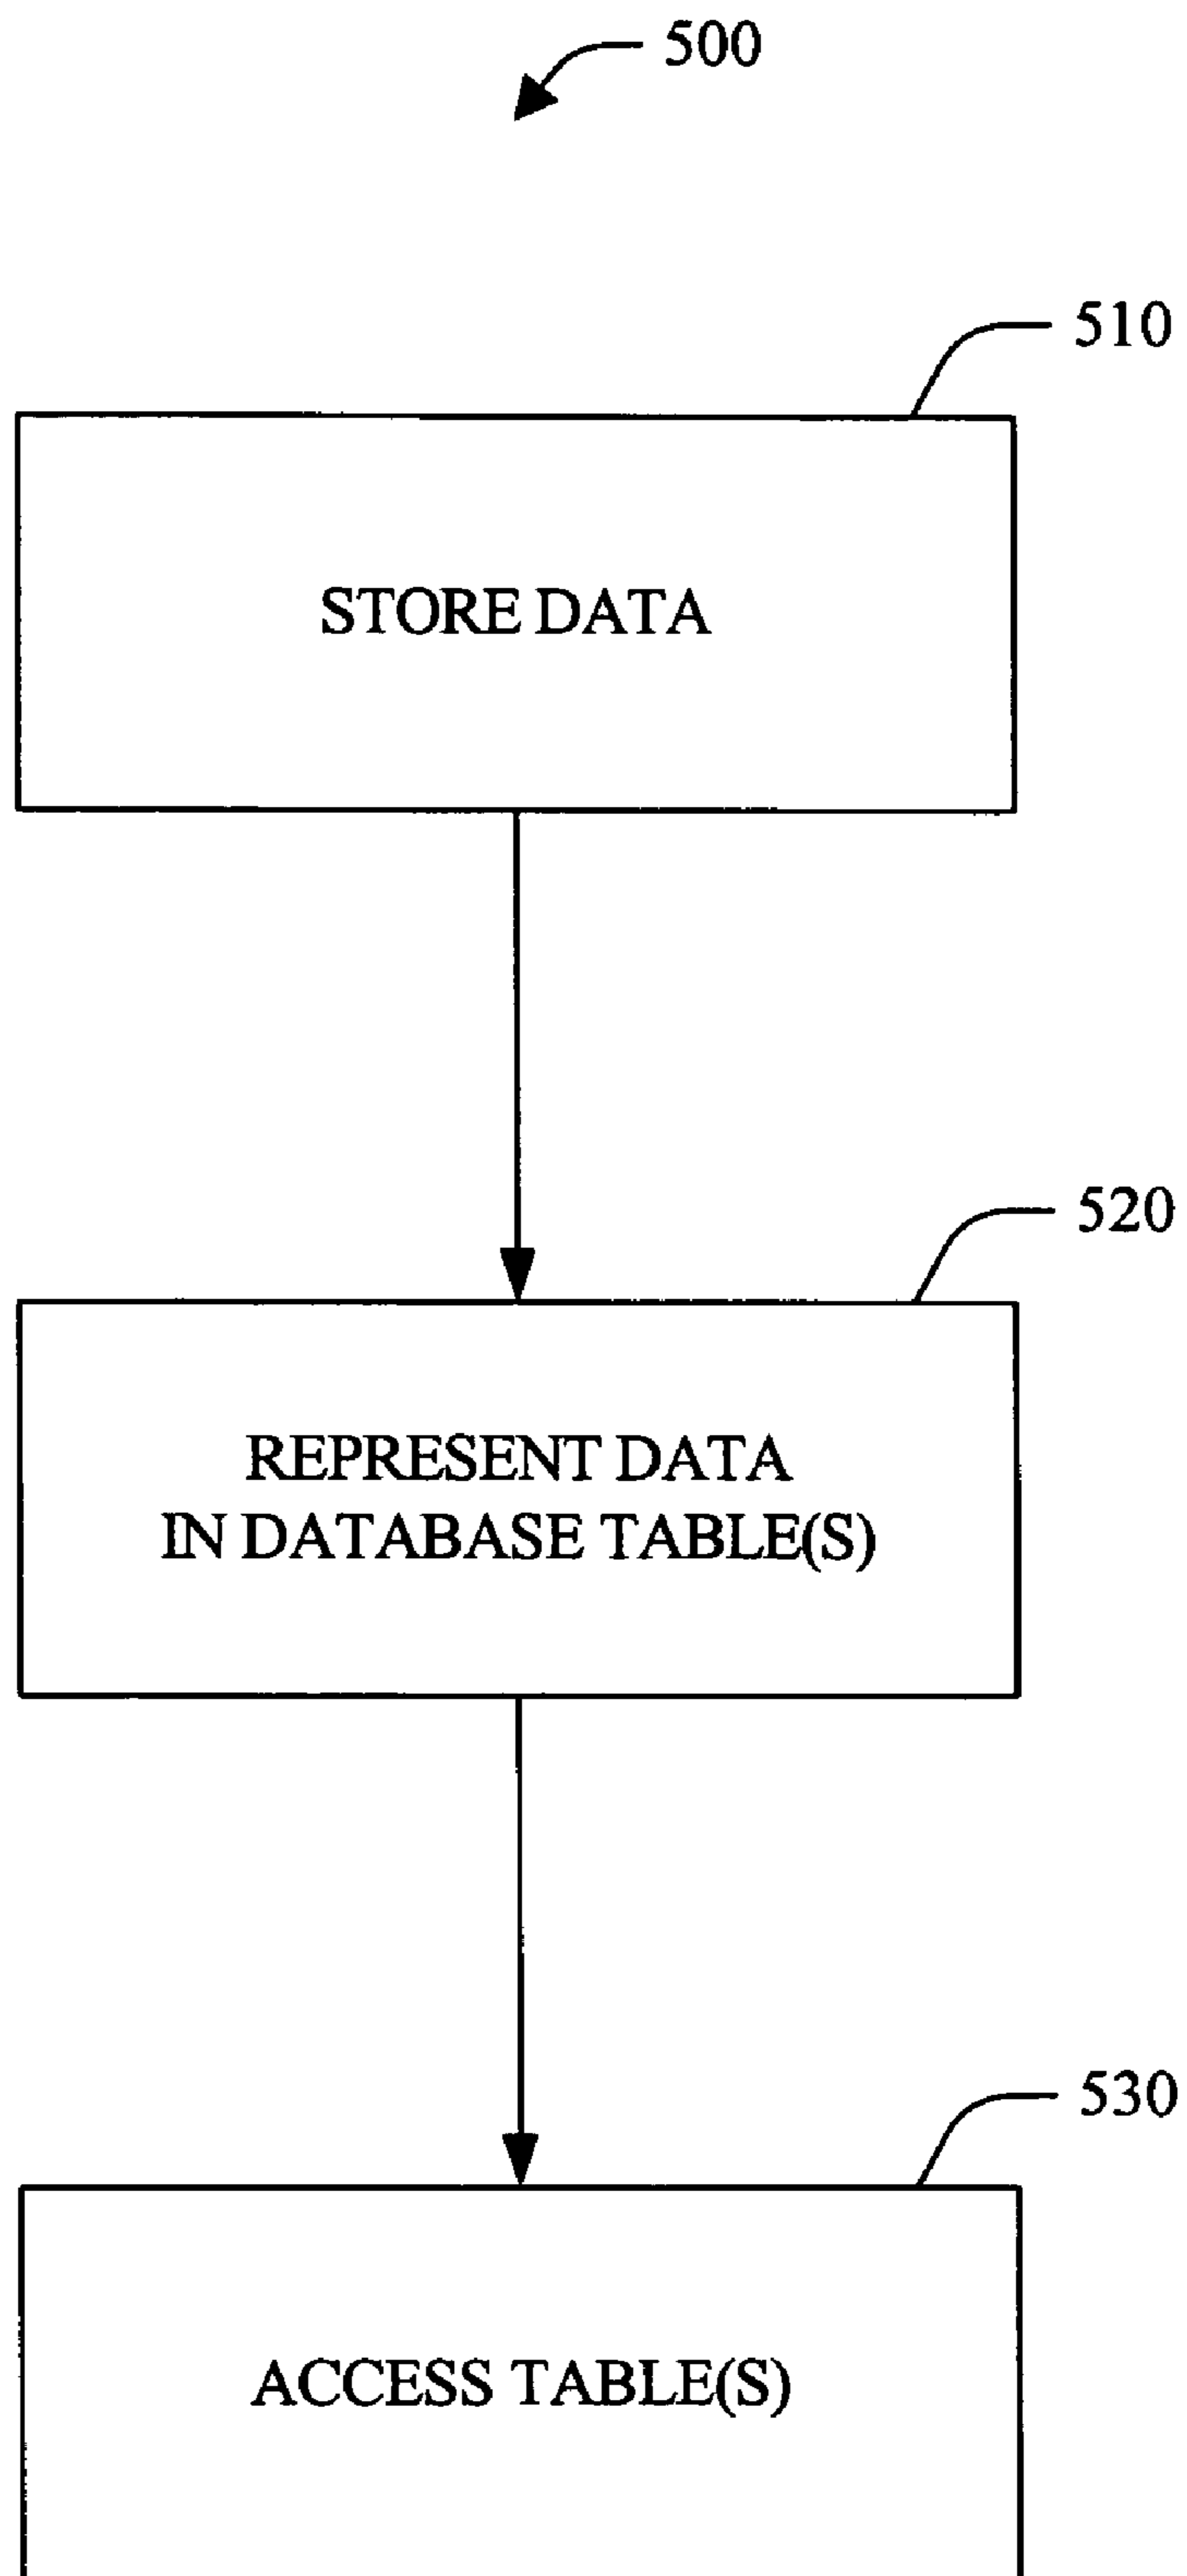 500
510
STORE DATA
520
REPRESENT DATA
IN DATABASE TABLE(S)
530
ACCESS TABLE(S)